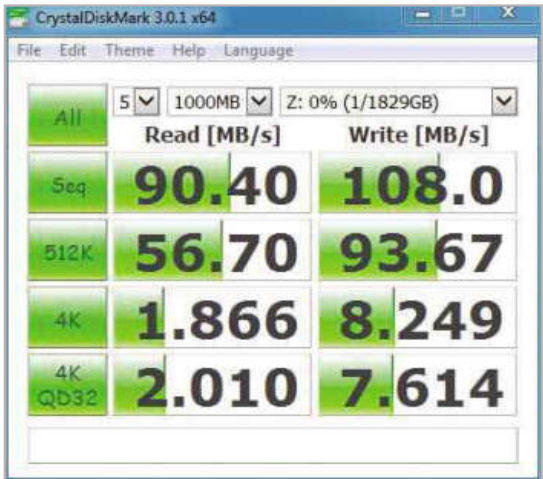 CrystalDiskMark 3.0.1 x64
File Edit Theme Help Language
All 5 1000MB Z: 0% (1/1829GB)
Read [MB/s] Write [MB/s]
Seq 90.40 108.0
512K 56.70 93.67
4K 1.866 8.249
4K QD32 2.010 7.614